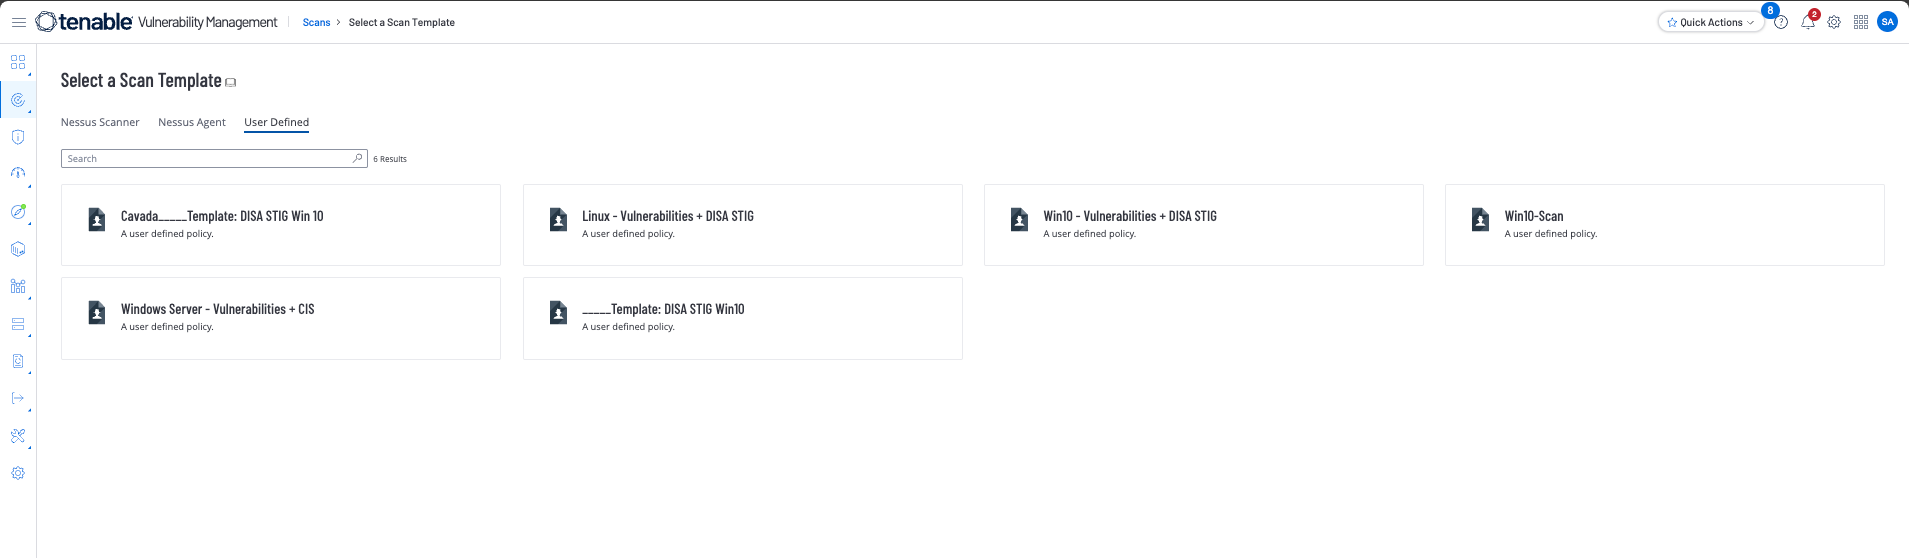 tenable Vulnerability Management Scans > Select a Scan Template Quick Actions 8 ? 2 SA
Select a Scan Template
Nessus Scanner Nessus Agent User Defined
Search 6 Results
Cavada_____Template: DISA STIG Win 10
A user defined policy.
Linux - Vulnerabilities + DISA STIG
A user defined policy.
Win10 - Vulnerabilities + DISA STIG
A user defined policy.
Win10-Scan
A user defined policy.
Windows Server - Vulnerabilities + CIS
A user defined policy.
_____Template: DISA STIG Win10
A user defined policy.